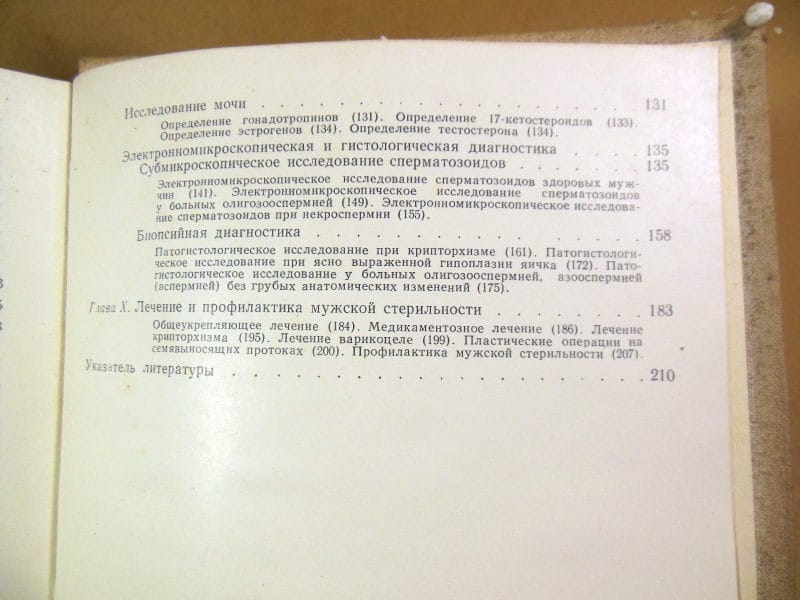 Исследование мочи . . . . . . . . . . . . . . . . . . . 131
Определение гонадотропинов (131). Определение 17-кетостероидов (133).
Определение эстрогенов (134). Определение тестостерона (134).
Электронномикроскопическая и гистологическая диагностика . . . . 135
Субмикроскопическое исследование сперматозоидов . . . . . . 135
Электронномикроскопическое исследование сперматозоидов здоровых муж-
чин (141). Электронномикроскопическое исследование сперматозоидов
у больных олигозооспермией (149). Электронномикроскопическое исследова-
ние сперматозоидов при некроспермии (155).
Биопсийная диагностика . . . . . . . . . . . . . 158
Патогистологическое исследование при крипторхизме (161). Патогистологи-
ческое исследование при ясно выраженной гипоплазии яичка (172). Пато-
гистологическое исследование у больных олигозооспермией, азооспермией
(аспермией) без грубых анатомических изменений (175).
Глава X. Лечение и профилактика мужской стерильности . . . . . . 183
Общеукрепляющее лечение (184). Медикаментозное лечение (186). Лечение
крипторхизма (195). Лечение варикоцеле (199). Пластические операции на
семявыносящих протоках (200). Профилактика мужской стерильности (207).
Указатель литературы . . . . . . . . . . . . . . . 210